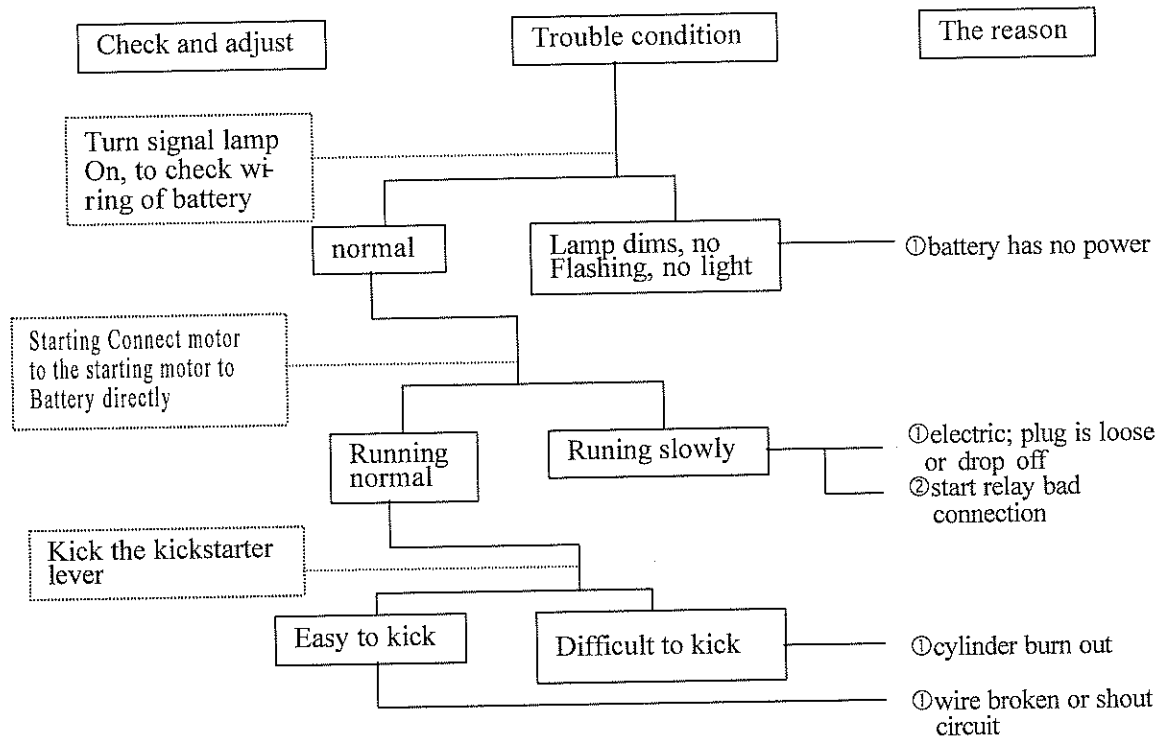 Check and adjust
Trouble condition
The reason
Turn signal lamp
On, to check wi-
ring of battery
normal
Lamp dims, no
Flashing, no light
①battery has no power
Starting Connect motor
to the starting motor to
Battery directly
Running
normal
Runing slowly
①electric; plug is loose
or drop off
②start relay bad
connection
Kick the kickstarter
lever
Easy to kick
Difficult to kick
①cylinder burn out
①wire broken or shout
circuit